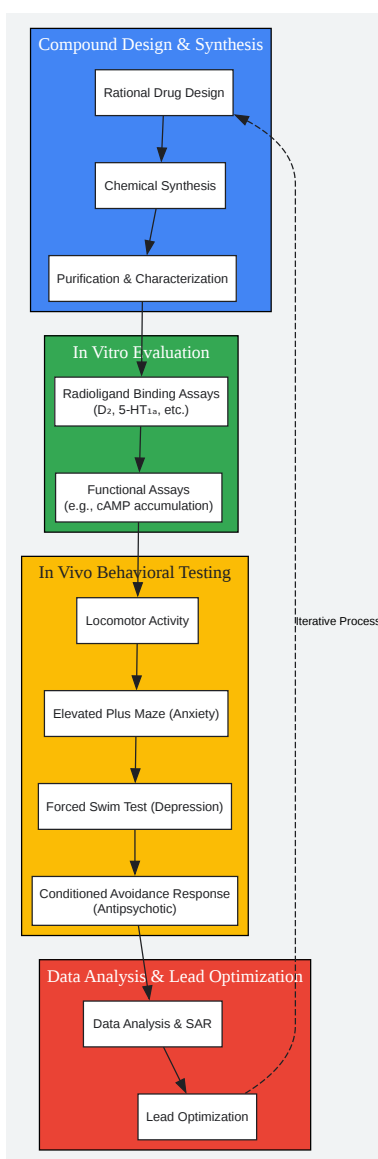 Compound Design & Synthesis
Rational Drug Design
Chemical Synthesis
Purification & Characterization
In Vitro Evaluation
Radioligand Binding Assays
(D₂, 5-HT₁ₐ, etc.)
Functional Assays
(e.g., cAMP accumulation)
In Vivo Behavioral Testing
Locomotor Activity
Iterative Process
Elevated Plus Maze (Anxiety)
Forced Swim Test (Depression)
Conditioned Avoidance Response
(Antipsychotic)
Data Analysis & Lead Optimization
Data Analysis & SAR
Lead Optimization